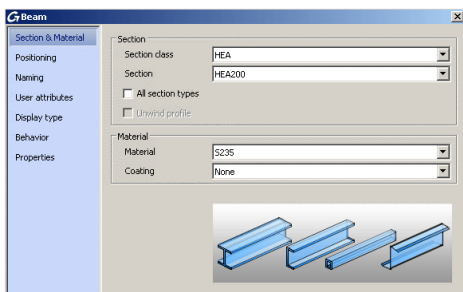 G Beam
Section & Material
Positioning
Naming
User attributes
Display type
Behavior
Properties
Section
Section class HEA
Section HEA200
All section types
Unwind profile
Material
Material S235
Coating None